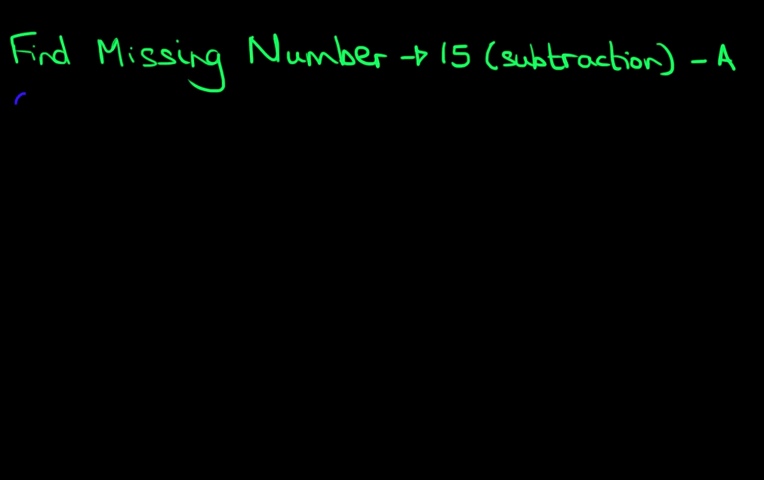 Find Missing Number → 15 (subtraction) - A